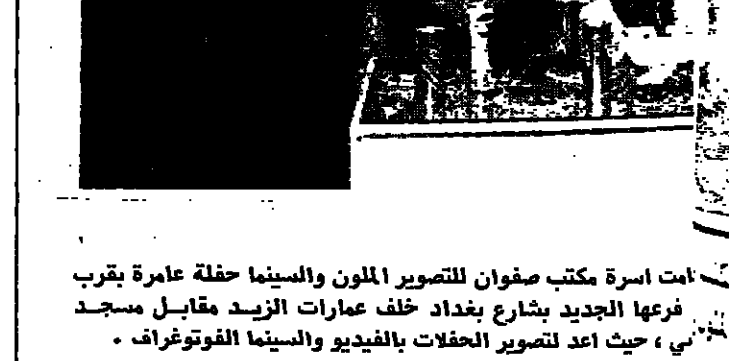 امت اسرة مكتب صفوان للتصوير الملون والسينما حفلة عامرة بقرب
فرعها الجديد بشارع بغداد خلف عمارات الزيد مقابل مسجد
ني ، حيث اعد لتصوير الحفلات بالفيديو والسينما الفوتوغراف .